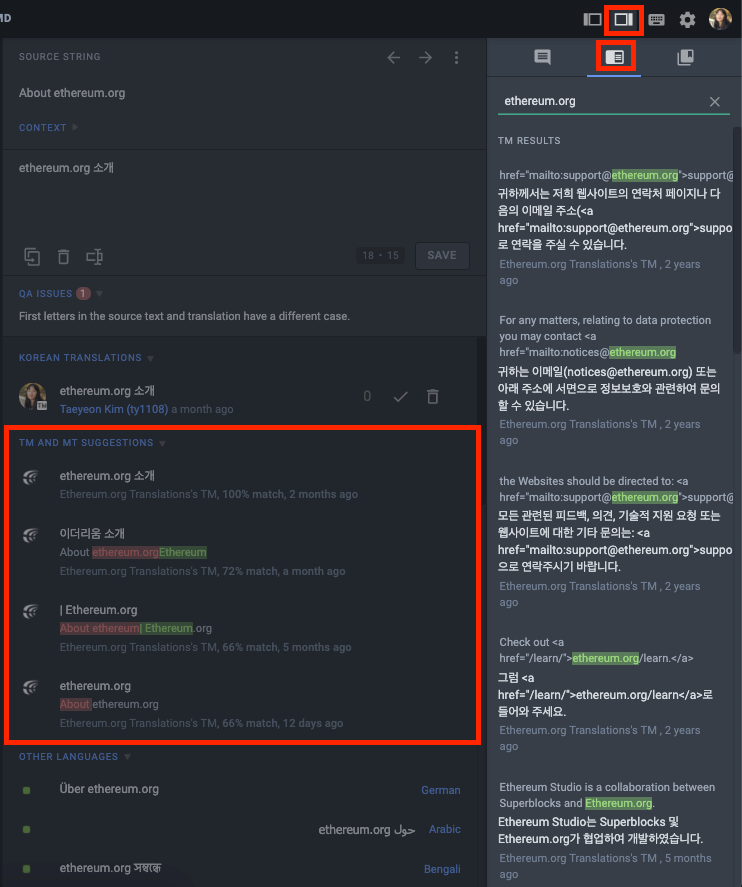 MD
SOURCE STRING
About ethereum.org
CONTEXT
ethereum.org 소개
18 • 15
SAVE
QA ISSUES 1
First letters in the source text and translation have a different case.
KOREAN TRANSLATIONS
ethereum.org 소개
TM
Taeyeon Kim (ty1108) a month ago
0
TM AND MT SUGGESTIONS
ethereum.org 소개
Ethereum.org Translations's TM, 100% match, 2 months ago
이더리움 소개
About ethereum.orgEthereum
Ethereum.org Translations's TM, 72% match, a month ago
| Ethereum.org
About ethereum| Ethereum.org
Ethereum.org Translations's TM, 66% match, 5 months ago
ethereum.org
About ethereum.org
Ethereum.org Translations's TM, 66% match, 12 days ago
OTHER LANGUAGES
Über ethereum.org
German
حول ethereum.org
Arabic
ethereum.org সম্বন্ধে
Bengali
ethereum.org
TM RESULTS
href="mailto:support@ethereum.org">support@
귀하께서는 저희 웹사이트의 연락처 페이지나 다
음의 이메일 주소(<a
href="mailto:support@ethereum.org">suppo
로 연락을 주실 수 있습니다.
Ethereum.org Translations's TM , 2 years
ago
For any matters, relating to data protection
you may contact <a
href="mailto:notices@ethereum.org
귀하는 이메일(notices@ethereum.org) 또는
아래 주소에 서면으로 정보보호와 관련하여 문의
할 수 있습니다.
Ethereum.org Translations's TM , 2 years
ago
the Websites should be directed to: <a
href="mailto:support@ethereum.org">support@
모든 관련된 피드백, 의견, 기술적 지원 요청 또는
웹사이트에 대한 기타 문의는: <a
href="mailto:support@ethereum.org">suppo
으로 연락주시기 바랍니다.
Ethereum.org Translations's TM , 2 years
ago
Check out <a
href="/learn/">ethereum.org/learn.</a>
그럼 <a
href="/learn/">ethereum.org/learn</a>로
들어와 주세요.
Ethereum.org Translations's TM , 2 years
ago
Ethereum Studio is a collaboration between
Superblocks and Ethereum.org.
Ethereum Studio는 Superblocks 및
Ethereum.org가 협업하여 개발하였습니다.
Ethereum.org Translations's TM , 5 months
ago